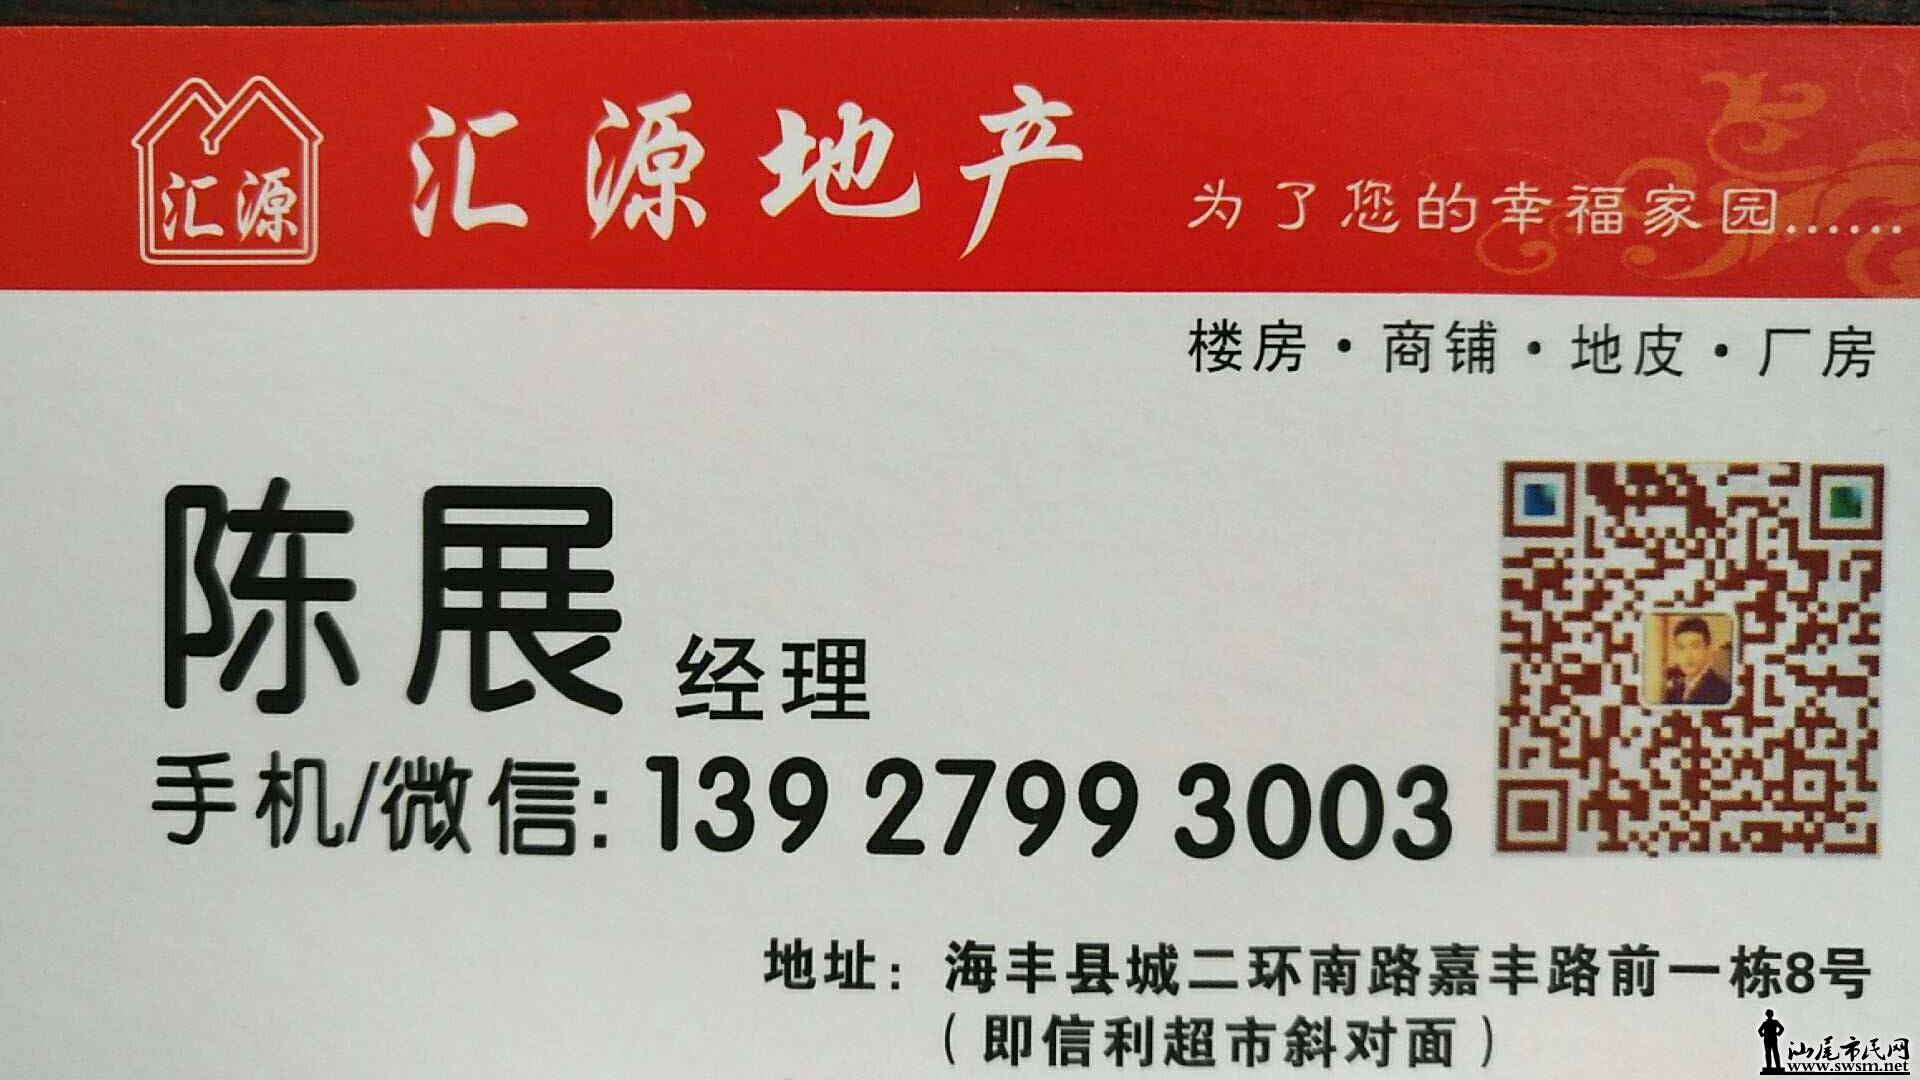 汇源
汇源地产
为了您的幸福家园......
楼房·商铺·地皮·厂房
陈展 经理
手机/微信: 139 2799 3003
地址：海丰县城二环南路嘉丰路前一栋8号
（即信利超市斜对面）
汕尾市民网
www.swsm.net